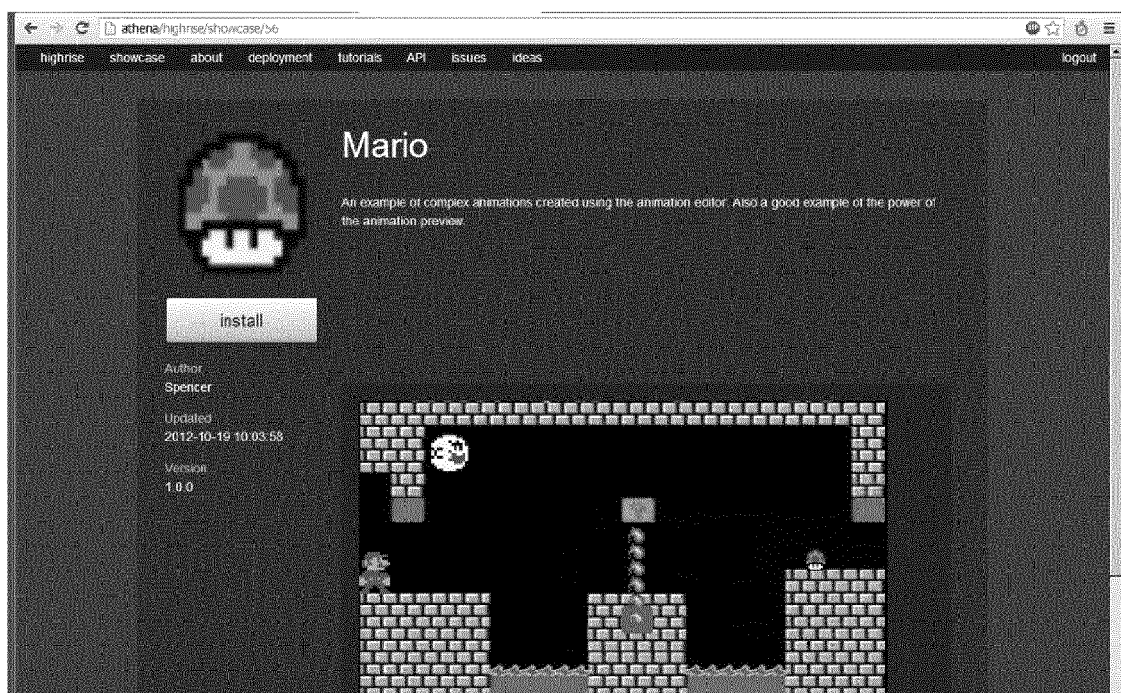 athena/highrise/showcase/56
highrise showcase about deployment tutorials API issues ideas logout
Mario
An example of complex animations created using the animation editor. Also a good example of the power of
the animation preview.
install
Author
Spencer
Updated
2012-10-19 10:03:58
Version
1.0.0